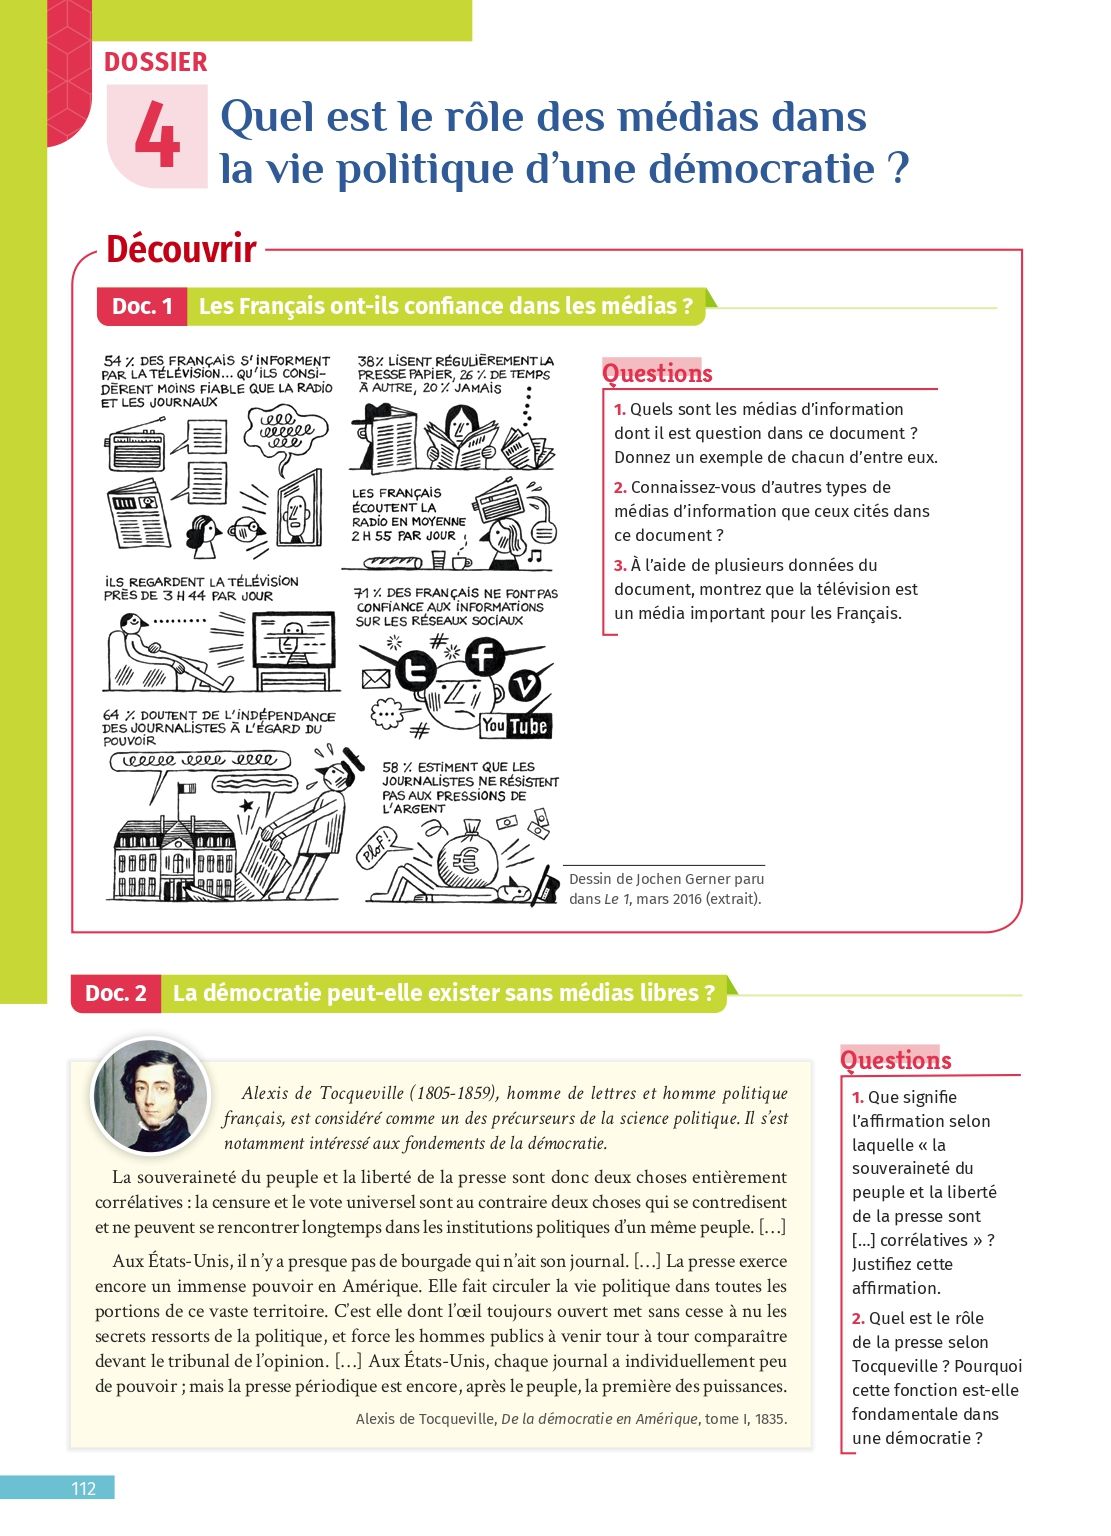 DOSSIER
4
Quel est le rôle des médias dans
la vie politique d’une démocratie ?
Découvrir
Doc. 1 Les Français ont-ils confiance dans les médias ?
54 % DES FRANÇAIS S'INFORMENT
PAR LA TÉLÉVISION... QU'ILS CONSI-
DÈRENT MOINS FIABLE QUE LA RADIO
ET LES JOURNAUX
38% LISENT RÉGULIÈREMENT LA
PRESSE PAPIER, 26 % DE TEMPS
À AUTRE, 20 % JAMAIS
LES FRANÇAIS
ÉCOUTENT LA
RADIO EN MOYENNE
2 H 55 PAR JOUR
ILS REGARDENT LA TÉLÉVISION
PRÈS DE 3 H 44 PAR JOUR
71 % DES FRANÇAIS NE FONT PAS
CONFIANCE AUX INFORMATIONS
SUR LES RÉSEAUX SOCIAUX
#
t
f
V
You Tube
#
64 % DOUTENT DE L'INDÉPENDANCE
DES JOURNALISTES À L'ÉGARD DU
POUVOIR
58 % ESTIMENT QUE LES
JOURNALISTES NE RÉSISTENT
PAS AUX PRESSIONS DE
L'ARGENT
Plof!
€
Dessin de Jochen Gerner paru
dans Le 1, mars 2016 (extrait).
Questions
1. Quels sont les médias d’information
dont il est question dans ce document ?
Donnez un exemple de chacun d’entre eux.
2. Connaissez-vous d’autres types de
médias d’information que ceux cités dans
ce document ?
3. À l’aide de plusieurs données du
document, montrez que la télévision est
un média important pour les Français.
Doc. 2 La démocratie peut-elle exister sans médias libres ?
Alexis de Tocqueville (1805-1859), homme de lettres et homme politique
français, est considéré comme un des précurseurs de la science politique. Il s’est
notamment intéressé aux fondements de la démocratie.
La souveraineté du peuple et la liberté de la presse sont donc deux choses entièrement
corrélatives : la censure et le vote universel sont au contraire deux choses qui se contredisent
et ne peuvent se rencontrer longtemps dans les institutions politiques d’un même peuple. […]
Aux États-Unis, il n’y a presque pas de bourgade qui n’ait son journal. […] La presse exerce
encore un immense pouvoir en Amérique. Elle fait circuler la vie politique dans toutes les
portions de ce vaste territoire. C’est elle dont l’œil toujours ouvert met sans cesse à nu les
secrets ressorts de la politique, et force les hommes publics à venir tour à tour comparaître
devant le tribunal de l’opinion. […] Aux États-Unis, chaque journal a individuellement peu
de pouvoir ; mais la presse périodique est encore, après le peuple, la première des puissances.
Alexis de Tocqueville, De la démocratie en Amérique, tome I, 1835.
Questions
1. Que signifie
l’affirmation selon
laquelle « la
souveraineté du
peuple et la liberté
de la presse sont
[…] corrélatives » ?
Justifiez cette
affirmation.
2. Quel est le rôle
de la presse selon
Tocqueville ? Pourquoi
cette fonction est-elle
fondamentale dans
une démocratie ?
112